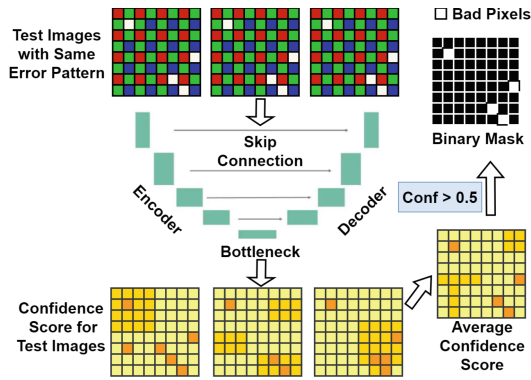 Test Images
with Same
Error Pattern
Bad Pixels
Binary Mask
Skip
Connection
Encoder
Decoder
Conf > 0.5
Bottleneck
Confidence
Score for
Test Images
Average
Confidence
Score